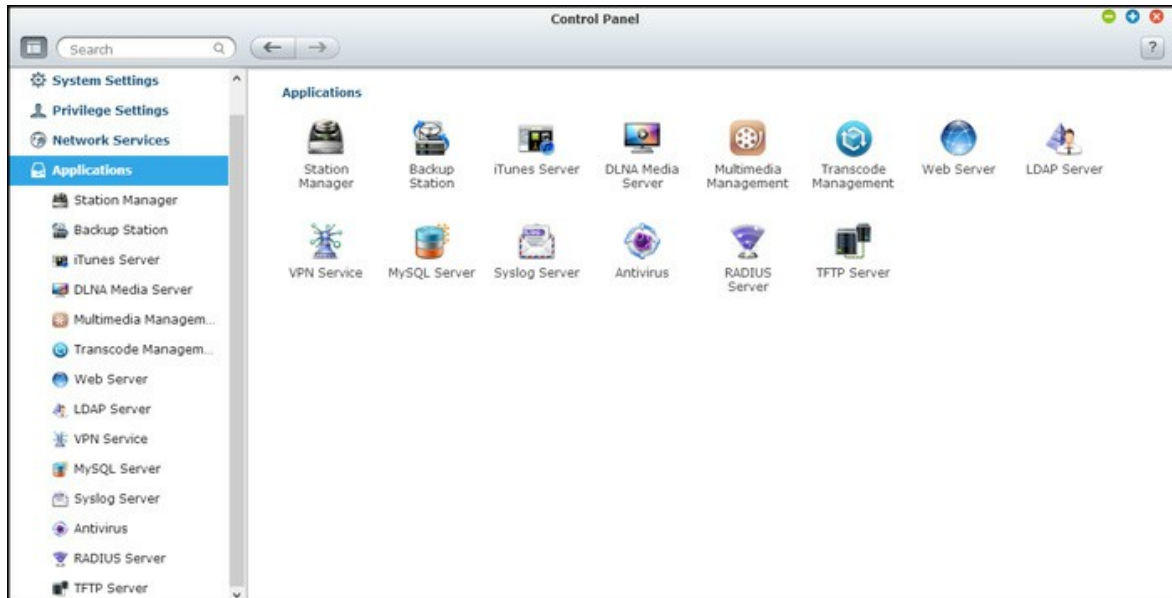 Control Panel
Search
?
System Settings
Privilege Settings
Network Services
Applications
Station Manager
Backup Station
iTunes Server
DLNA Media Server
Multimedia Managem...
Transcode Managem...
Web Server
LDAP Server
VPN Service
MySQL Server
Syslog Server
Antivirus
RADIUS Server
TFTP Server
Applications
Station
Manager
Backup
Station
iTunes Server
DLNA Media
Server
Multimedia
Management
Transcode
Management
Web Server
LDAP Server
VPN Service
MySQL Server
Syslog Server
Antivirus
RADIUS
Server
TFTP Server